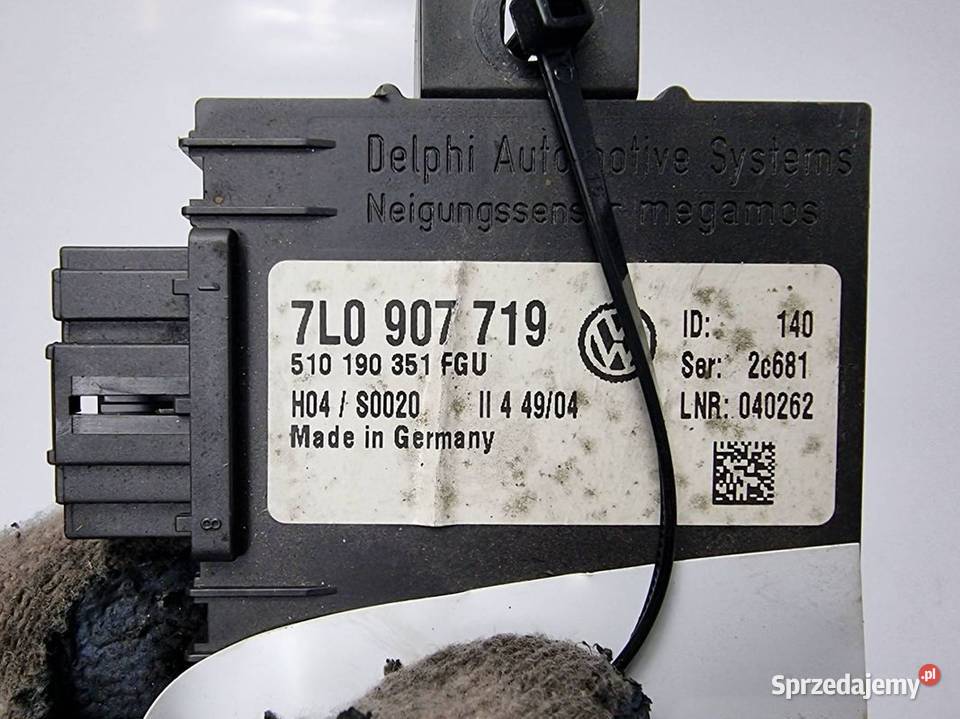 Delphi Automotive Systems
Neigungssensor megamos
7L0 907 719
510 190 351 FGU
H04 / S0020 II 4 49/04
Made in Germany
ID: 140
Ser: 2c681
LNR: 040262
1
8
Sprzedajemy.pl